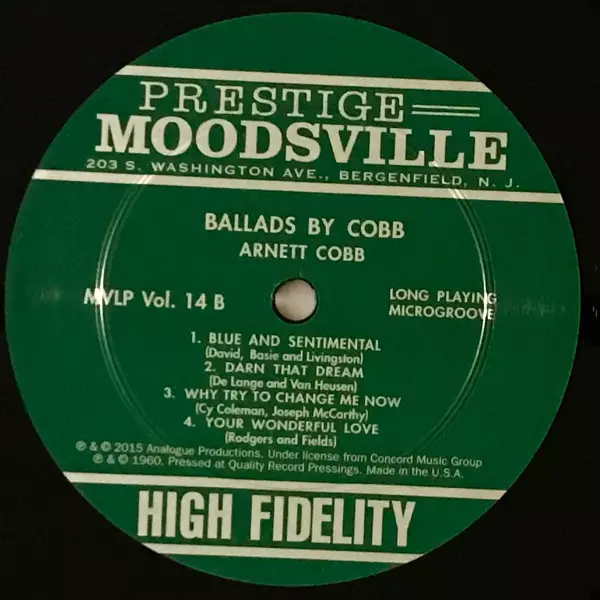 PRESTIGE
MOODSVILLE
203 S. WASHINGTON AVE., BERGENFIELD, N. J.
BALLADS BY COBB
ARNETT COBB
MVLP Vol. 14 B
LONG PLAYING
MICROGROOVE
1. BLUE AND SENTIMENTAL
(David, Basie and Livingston)
2. DARN THAT DREAM
(De Lange and Van Heusen)
3. WHY TRY TO CHANGE ME NOW
(Cy Coleman, Joseph McCarthy)
4. YOUR WONDERFUL LOVE
(Rodgers and Fields)
℗ & © 2015 Analogue Productions. Under license from Concord Music Group
℗ & © 1960. Pressed at Quality Record Pressings. Made in the U.S.A.
HIGH FIDELITY